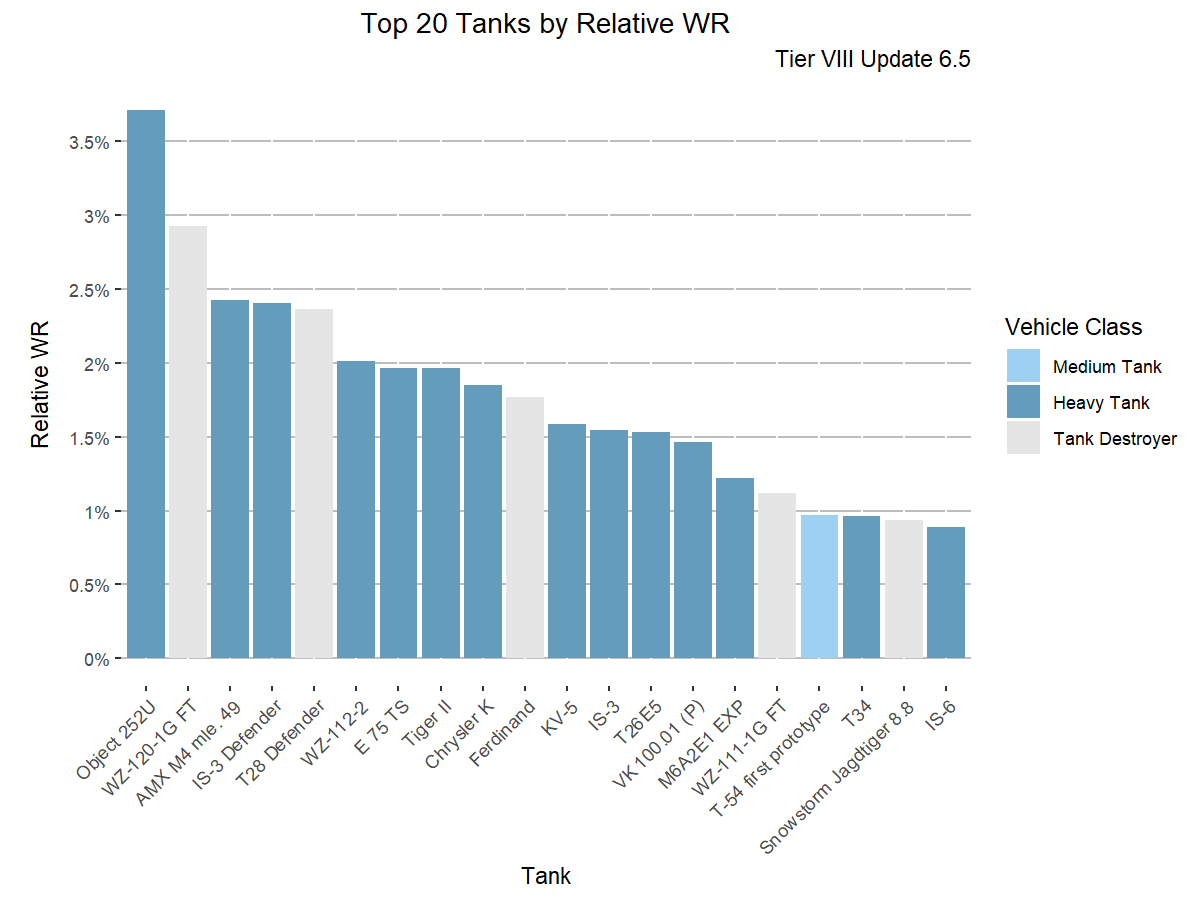 Top 20 Tanks by Relative WR
Tier VIII Update 6.5
3.5%
3%
2.5%
2%
1.5%
1%
0.5%
0%
Relative WR
Object 252U
WZ-120-1G FT
AMX M4 mle. 49
IS-3 Defender
T28 Defender
WZ-112-2
E 75 TS
Tiger II
Chrysler K
Ferdinand
KV-5
IS-3
T26E5
VK 100.01 (P)
M6A2E1 EXP
WZ-111-1G FT
T-54 first prototype
T34
Snowstorm Jagdtiger 8.8
IS-6
Tank
Vehicle Class
Medium Tank
Heavy Tank
Tank Destroyer